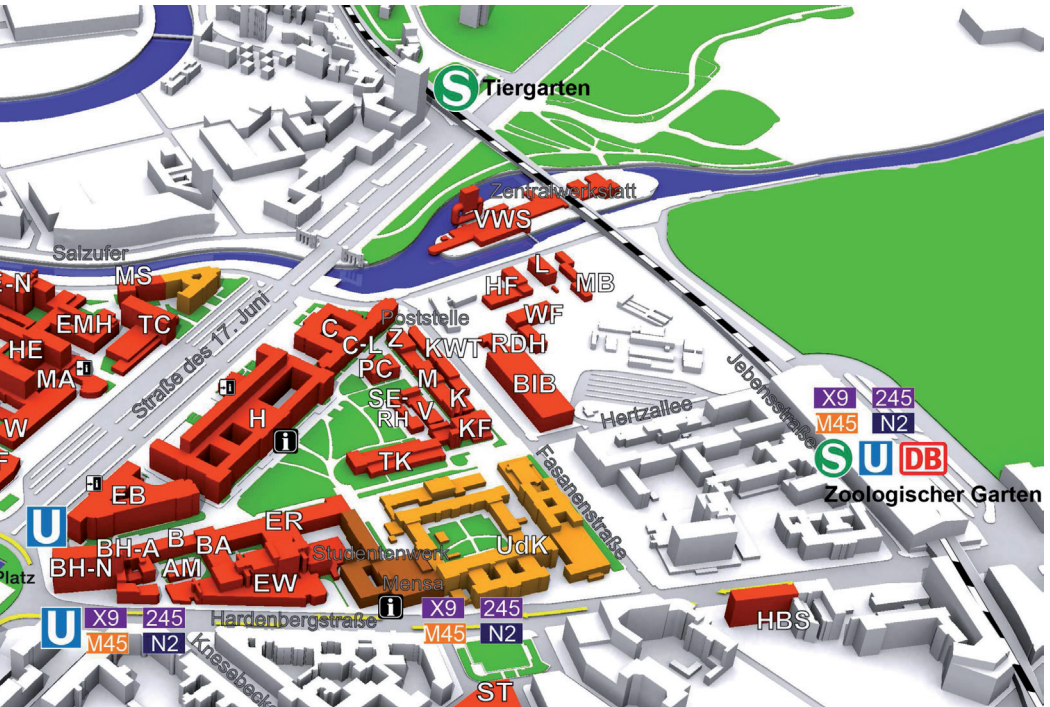 S Tiergarten
Zentralwerkstatt
VWS
Salzufer
E-N
MS
L
HF
MB
EMH
TC
Straße des 17. Juni
C
Poststelle
WF
HE
C-L
Z
KWT
RDH
MA
PC
M
BIB
Jebensstraße
H
SE-
RH
V
K
KF
Hertzallee
X9 245
M45 N2
S U DB
Zoologischer Garten
W
F
i
i
i
i
TK
Fasanenstraße
EB
U
ER
B
BH-A
BA
BH-N
AM
EW
Studentenwerk
UdK
Platz
Mensa
i
U
X9 245
M45 N2
Hardenbergstraße
X9 245
M45 N2
HBS
Knesebeck
ST